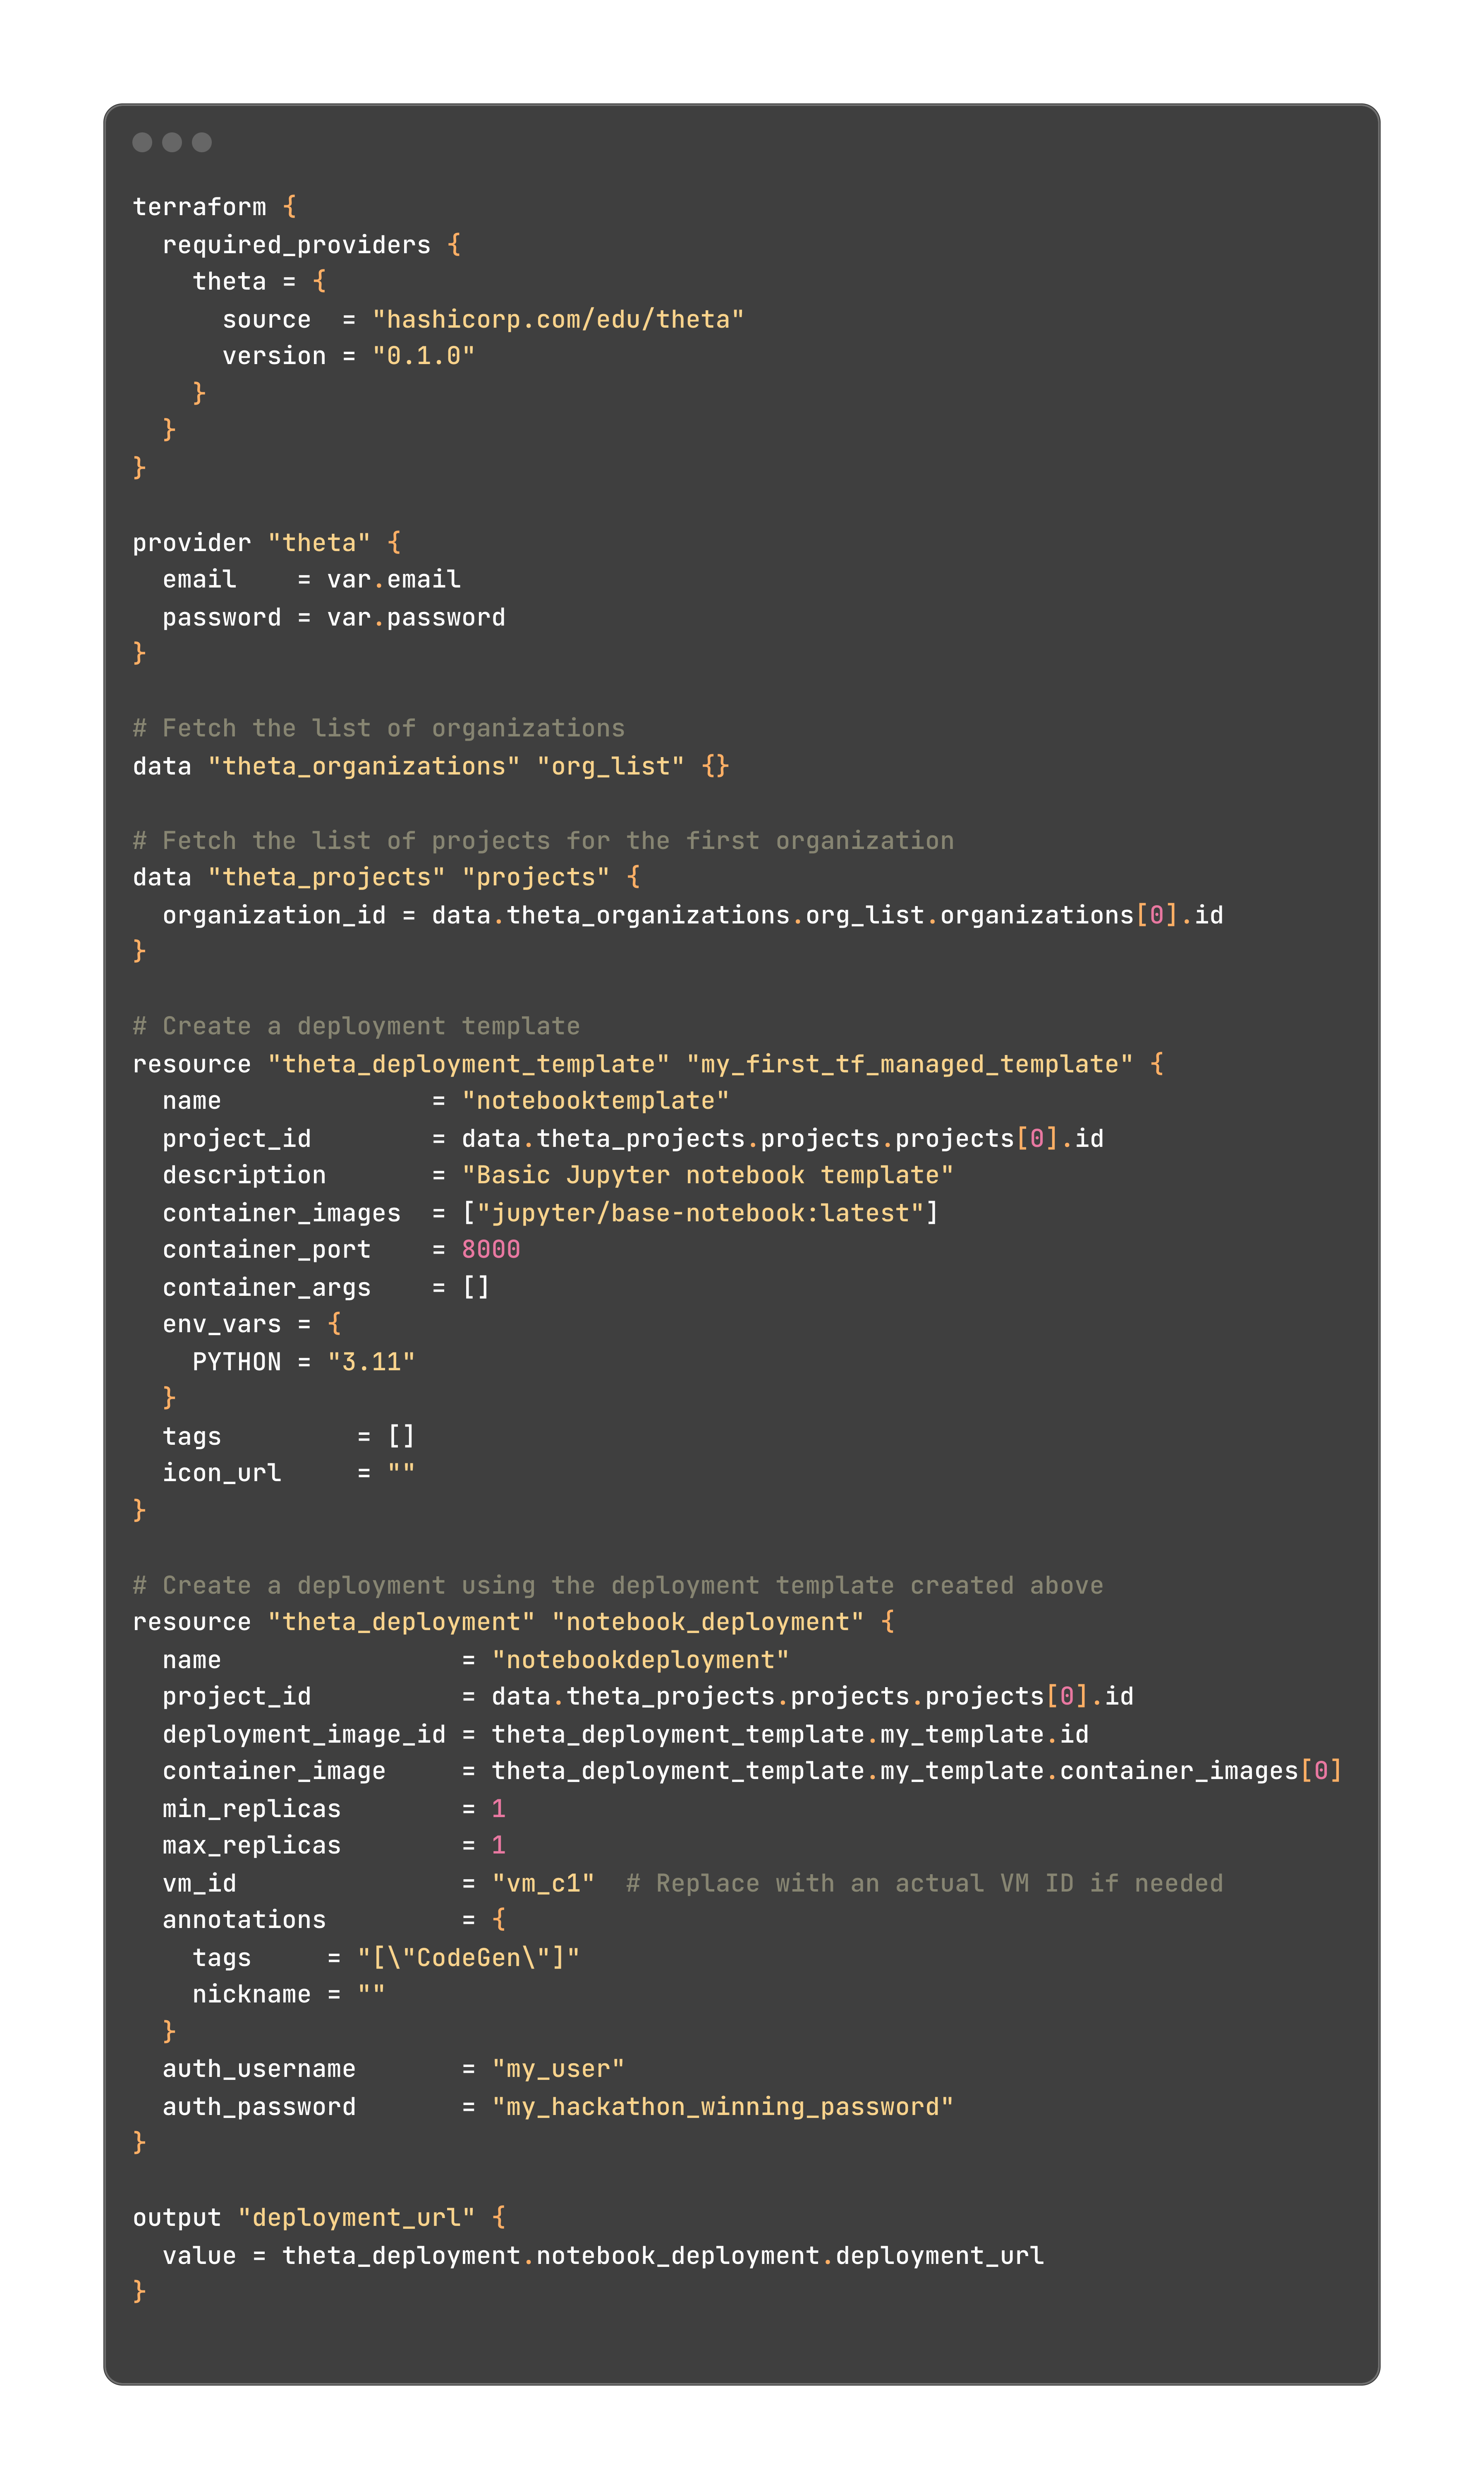 terraform {
  required_providers {
    theta = {
      source  = "hashicorp.com/edu/theta"
      version = "0.1.0"
    }
  }
}

provider "theta" {
  email    = var.email
  password = var.password
}

# Fetch the list of organizations
data "theta_organizations" "org_list" {}

# Fetch the list of projects for the first organization
data "theta_projects" "projects" {
  organization_id = data.theta_organizations.org_list.organizations[0].id
}

# Create a deployment template
resource "theta_deployment_template" "my_first_tf_managed_template" {
  name              = "notebooktemplate"
  project_id        = data.theta_projects.projects.projects[0].id
  description       = "Basic Jupyter notebook template"
  container_images  = ["jupyter/base-notebook:latest"]
  container_port    = 8000
  container_args    = []
  env_vars = {
    PYTHON = "3.11"
  }
  tags         = []
  icon_url     = ""
}

# Create a deployment using the deployment template created above
resource "theta_deployment" "notebook_deployment" {
  name                = "notebookdeployment"
  project_id          = data.theta_projects.projects.projects[0].id
  deployment_image_id = theta_deployment_template.my_template.id
  container_image     = theta_deployment_template.my_template.container_images[0]
  min_replicas        = 1
  max_replicas        = 1
  vm_id               = "vm_c1"  # Replace with an actual VM ID if needed
  annotations         = {
    tags     = "[\"CodeGen\"]"
    nickname = ""
  }
  auth_username       = "my_user"
  auth_password       = "my_hackathon_winning_password"
}

output "deployment_url" {
  value = theta_deployment.notebook_deployment.deployment_url
}